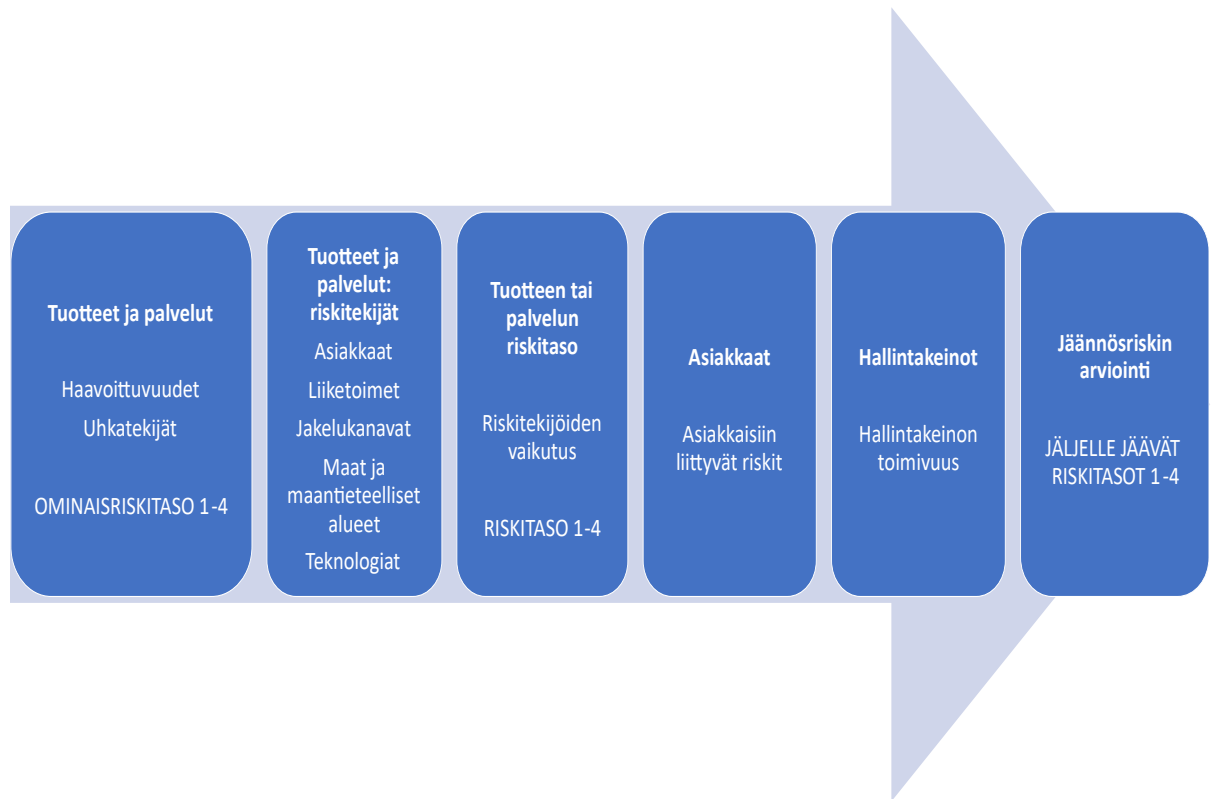 Tuotteet ja palvelut
Haavoittuvuudet
Uhkatekijät
OMINAISRISKITASO 1-4
Tuotteet ja
palvelut:
riskitekijät
Asiakkaat
Liiketoimet
Jakelukanavat
Maat ja
maantieteelliset
alueet
Teknologiat
Tuotteen tai
palvelun
riskitaso
Riskitekijöiden
vaikutus
RISKITASO 1-4
Asiakkaat
Asiakkaisiin
liittyvät riskit
Hallintakeinot
Hallintakeinon
toimivuus
Jäännösriskin
arviointi
JÄLJELLE JÄÄVÄT
RISKITASOT 1-4